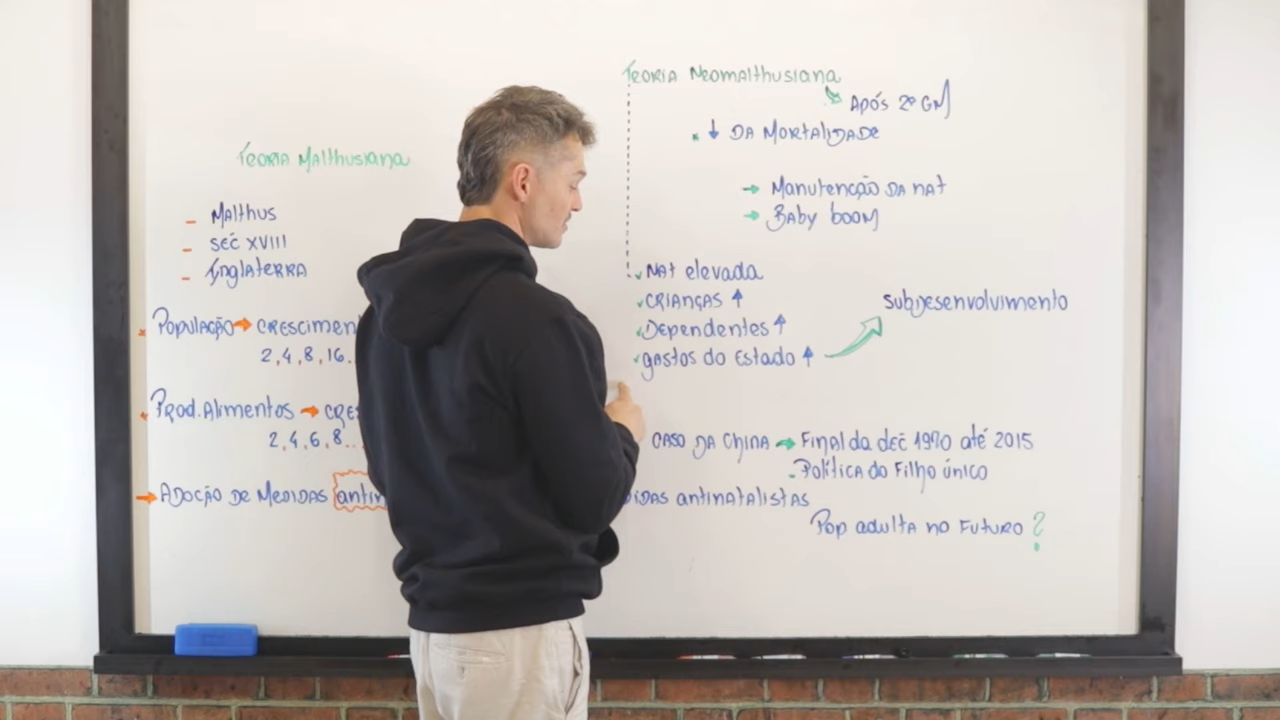 Teoria Malthusiana
- Malthus
- séc XVIII
- Inglaterra
População → 
2,4,8,16..
Prod. Alimentos → 
2,4,6,8...
→ Adoção de Medidas
Teoria Neomalthusiana
Após 2ª GM
↓ da Mortalidade
→ Manutenção da nat
→ Baby boom
✓ Nat elevada
✓ Crianças ↑
✓ Dependentes ↑
✓ gastos do Estado ↑
subdesenvolvimento
Caso da China → Final da déc 1970 até 2015
Política do Filho único
antinatalistas
Pop adulta no Futuro ?